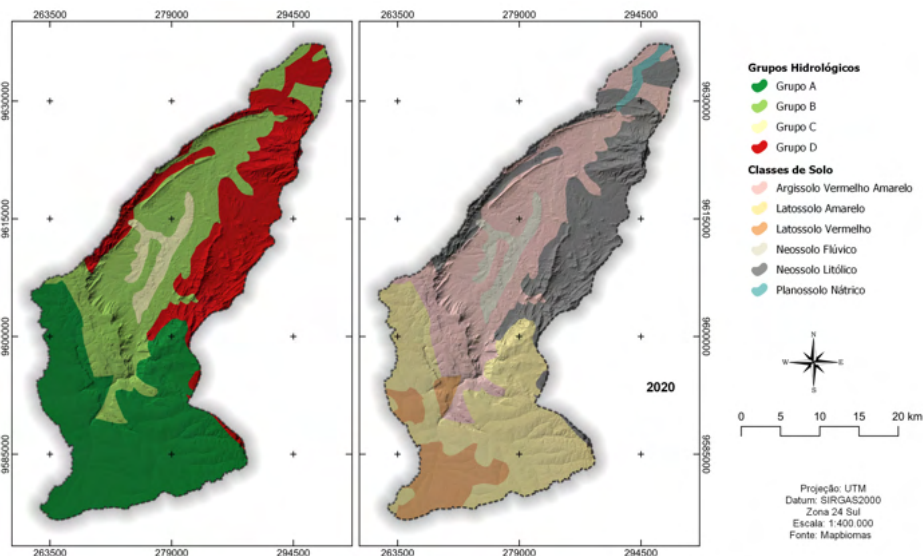 263500 279000 294500
263500 279000 294500
9630000
9630000
9615000
9615000
9600000
9600000
9585000
9585000
263500 279000 294500
263500 279000 294500
2020
Grupos Hidrológicos
Grupo A
Grupo B
Grupo C
Grupo D
Classes de Solo
Argissolo Vermelho Amarelo
Latossolo Amarelo
Latossolo Vermelho
Neossolo Flúvico
Neossolo Litólico
Planossolo Nátrico
N
W E
S
0 5 10 15 20 km
Projeção: UTM
Datum: SIRGAS2000
Zona 24 Sul
Escala: 1:400.000
Fonte: Mapbiomas